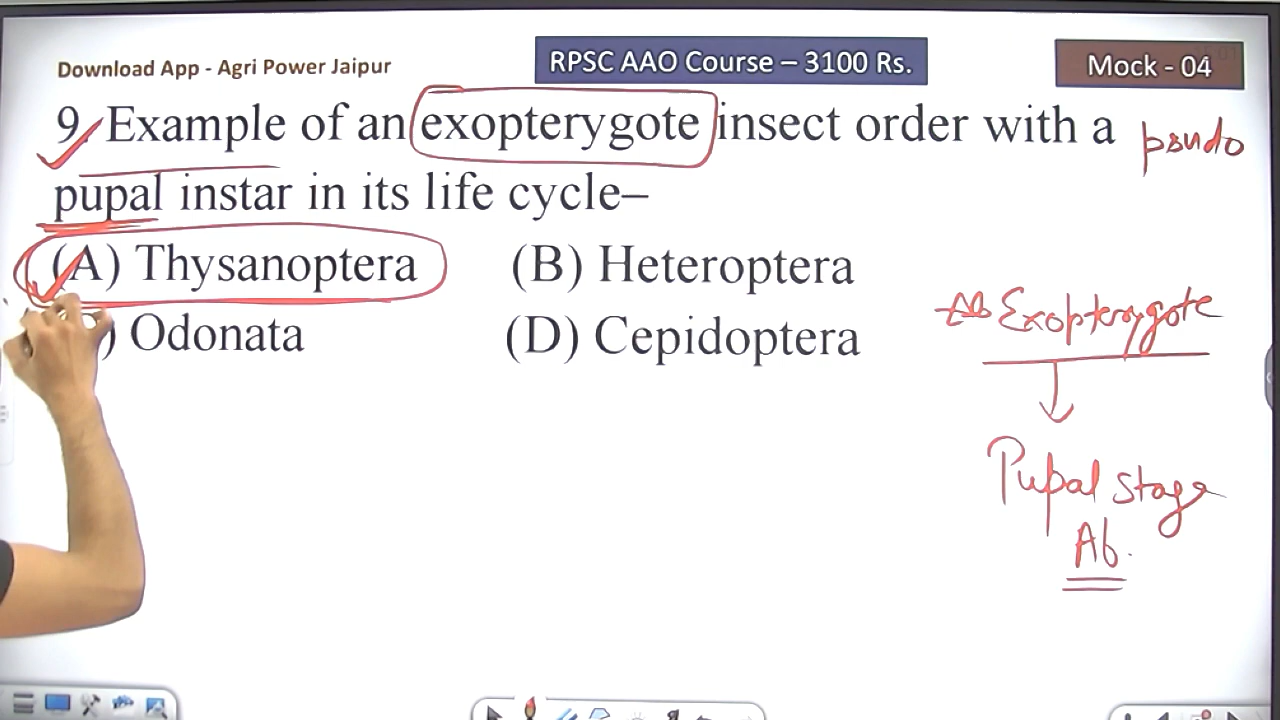 Download App - Agri Power Jaipur
RPSC AAO Course – 3100 Rs.
Mock - 04
9. Example of an exopterygote insect order with a
psudo
pupal instar in its life cycle–
(A) Thysanoptera
(B) Heteroptera
) Odonata
(D) Cepidoptera
Exopterygote
Pupal stage
Ab.